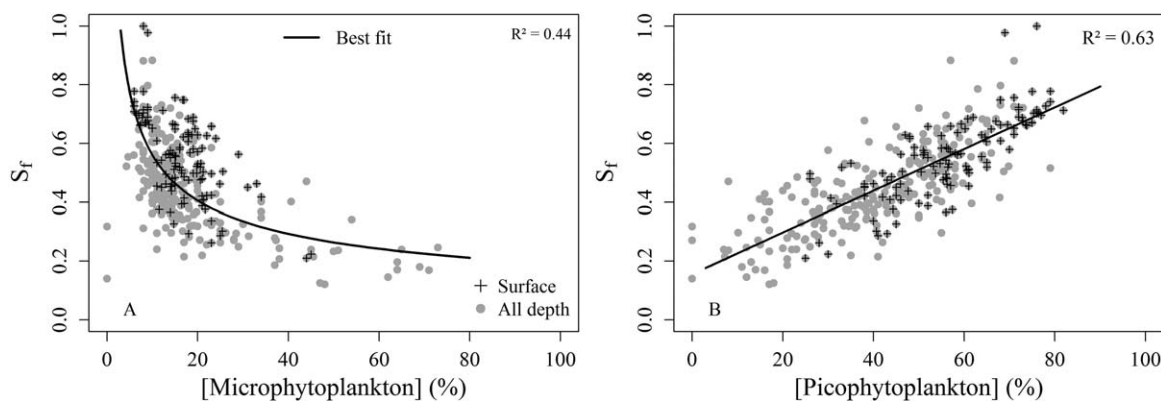 Best fit
R² = 0.44
R² = 0.63
1.0
0.8
0.6
0.4
0.2
0.0
Sf
A
Surface
All depth
0 20 40 60 80 100
[Microphytoplankton] (%)
1.0
0.8
0.6
0.4
0.2
0.0
Sf
B
0 20 40 60 80 100
[Picophytoplankton] (%)